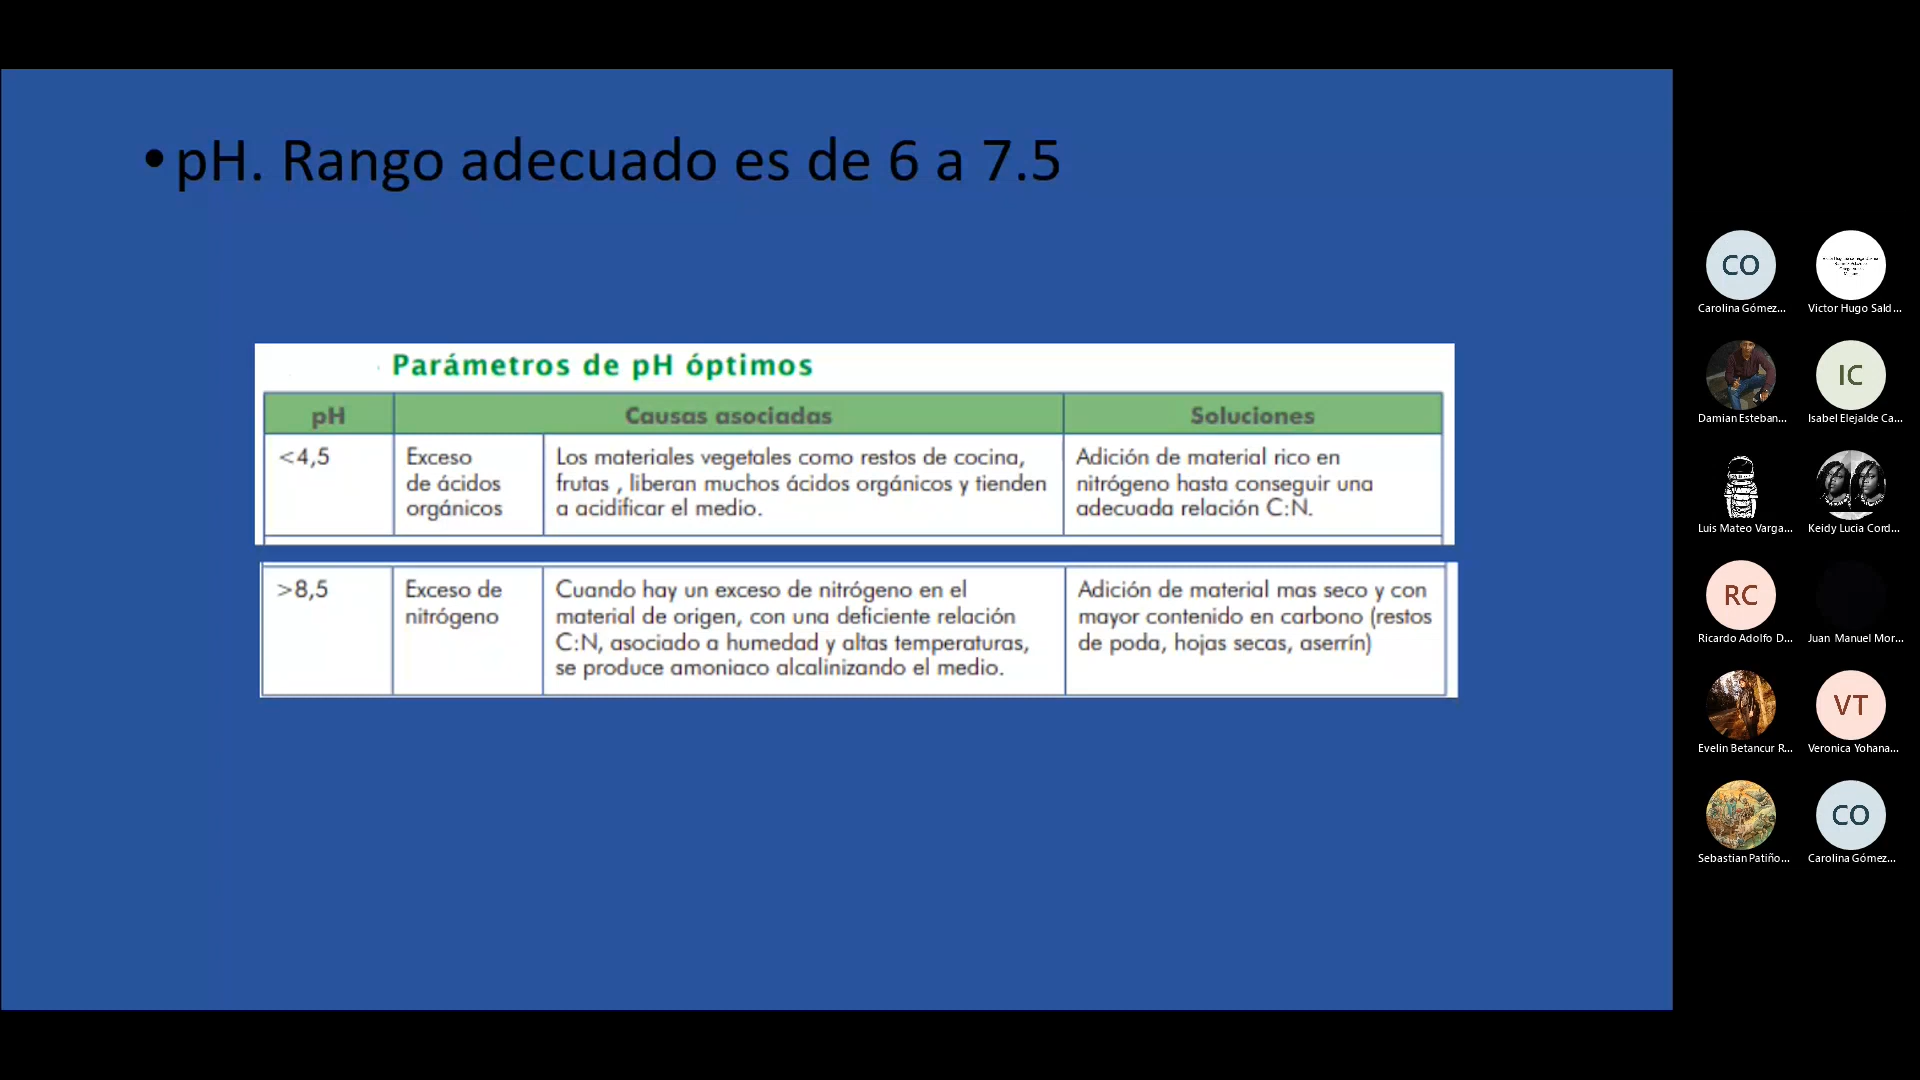 • pH. Rango adecuado es de 6 a 7.5
Parámetros de pH óptimos
pH
Causas asociadas
Soluciones
<4,5
Exceso
de ácidos
orgánicos
Los materiales vegetales como restos de cocina,
frutas , liberan muchos ácidos orgánicos y tienden
a acidificar el medio.
Adición de material rico en
nitrógeno hasta conseguir una
adecuada relación C:N.
>8,5
Exceso de
nitrógeno
Cuando hay un exceso de nitrógeno en el
material de origen, con una deficiente relación
C:N, asociado a humedad y altas temperaturas,
se produce amoniaco alcalinizando el medio.
Adición de material mas seco y con
mayor contenido en carbono (restos
de poda, hojas secas, aserrín)
CO
Carolina Gómez...
Victor Hugo Sald...
Damian Esteban...
IC
Isabel Elejalde Ca...
Luis Mateo Varga...
Keidy Lucia Cord...
RC
Ricardo Adolfo D...
Juan Manuel Mor...
Evelin Betancur R...
VT
Veronica Yohana...
Sebastian Patiño...
CO
Carolina Gómez...